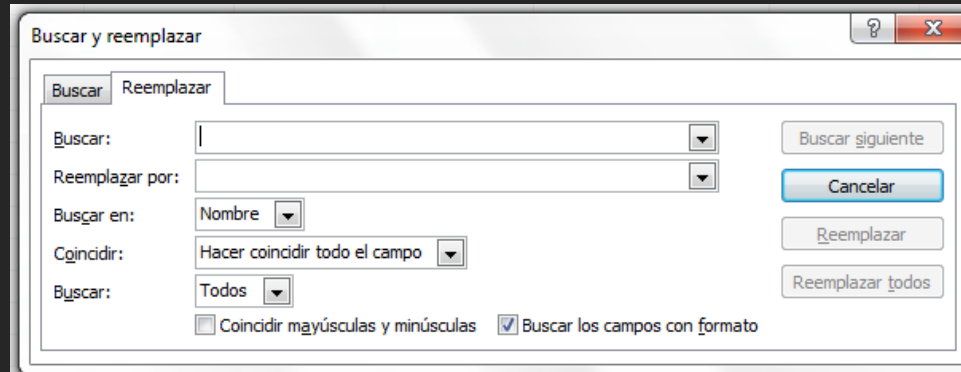 Buscar y reemplazar
?
X
Buscar Reemplazar
Buscar: Buscar siguiente
Reemplazar por: Cancelar
Buscar en: Nombre
Reemplazar
Coincidir: Hacer coincidir todo el campo
Reemplazar todos
Buscar: Todos
Coincidir mayúsculas y minúsculas Buscar los campos con formato